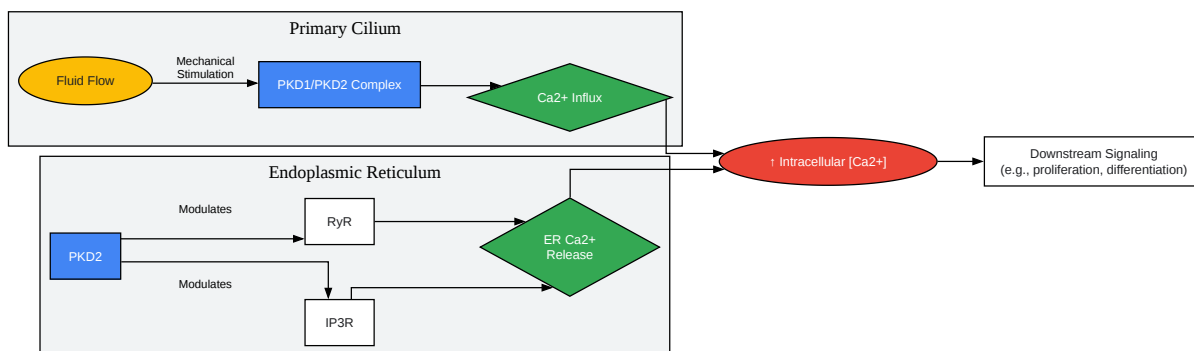 Primary Cilium
Fluid Flow
Mechanical
Stimulation
PKD1/PKD2 Complex
Ca2+ Influx
↑ Intracellular [Ca2+]
Downstream Signaling
(e.g., proliferation, differentiation)
Endoplasmic Reticulum
PKD2
Modulates
Modulates
RyR
IP3R
ER Ca2+
Release